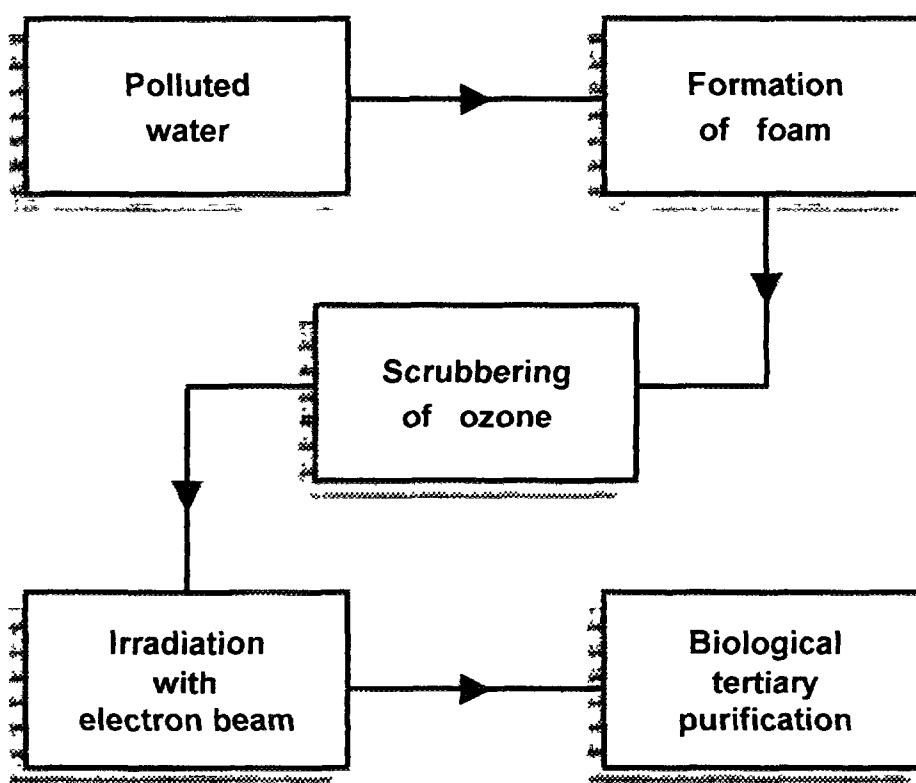 Polluted
water
Formation
of foam
Scrubbering
of ozone
Irradiation
with
electron beam
Biological
tertiary
purification